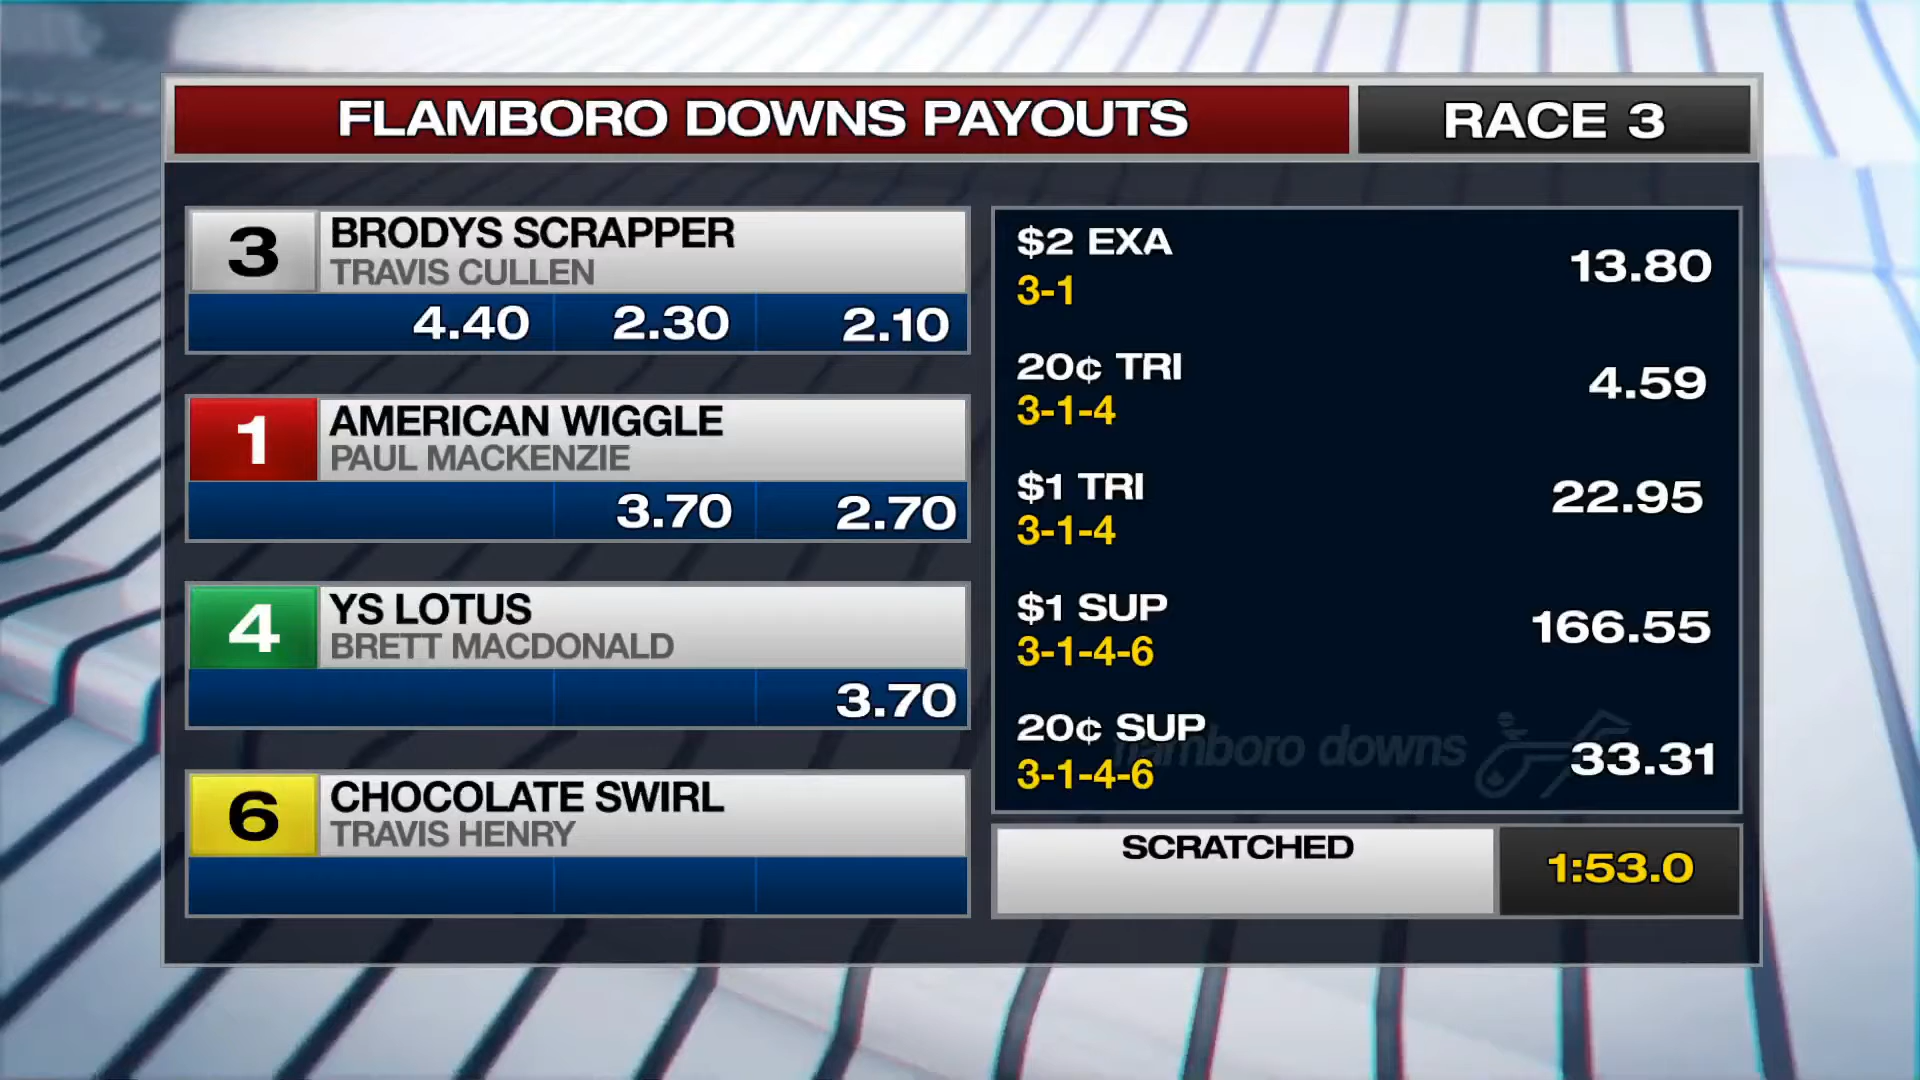 FLAMBORO DOWNS PAYOUTS
RACE 3
3
BRODYS SCRAPPER
TRAVIS CULLEN
4.40 2.30 2.10
1
AMERICAN WIGGLE
PAUL MACKENZIE
3.70 2.70
4
YS LOTUS
BRETT MACDONALD
3.70
6
CHOCOLATE SWIRL
TRAVIS HENRY
$2 EXA
3-1
13.80
20¢ TRI
3-1-4
4.59
$1 TRI
3-1-4
22.95
$1 SUP
3-1-4-6
166.55
20¢ SUP
3-1-4-6
33.31
flamboro downs
SCRATCHED
1:53.0